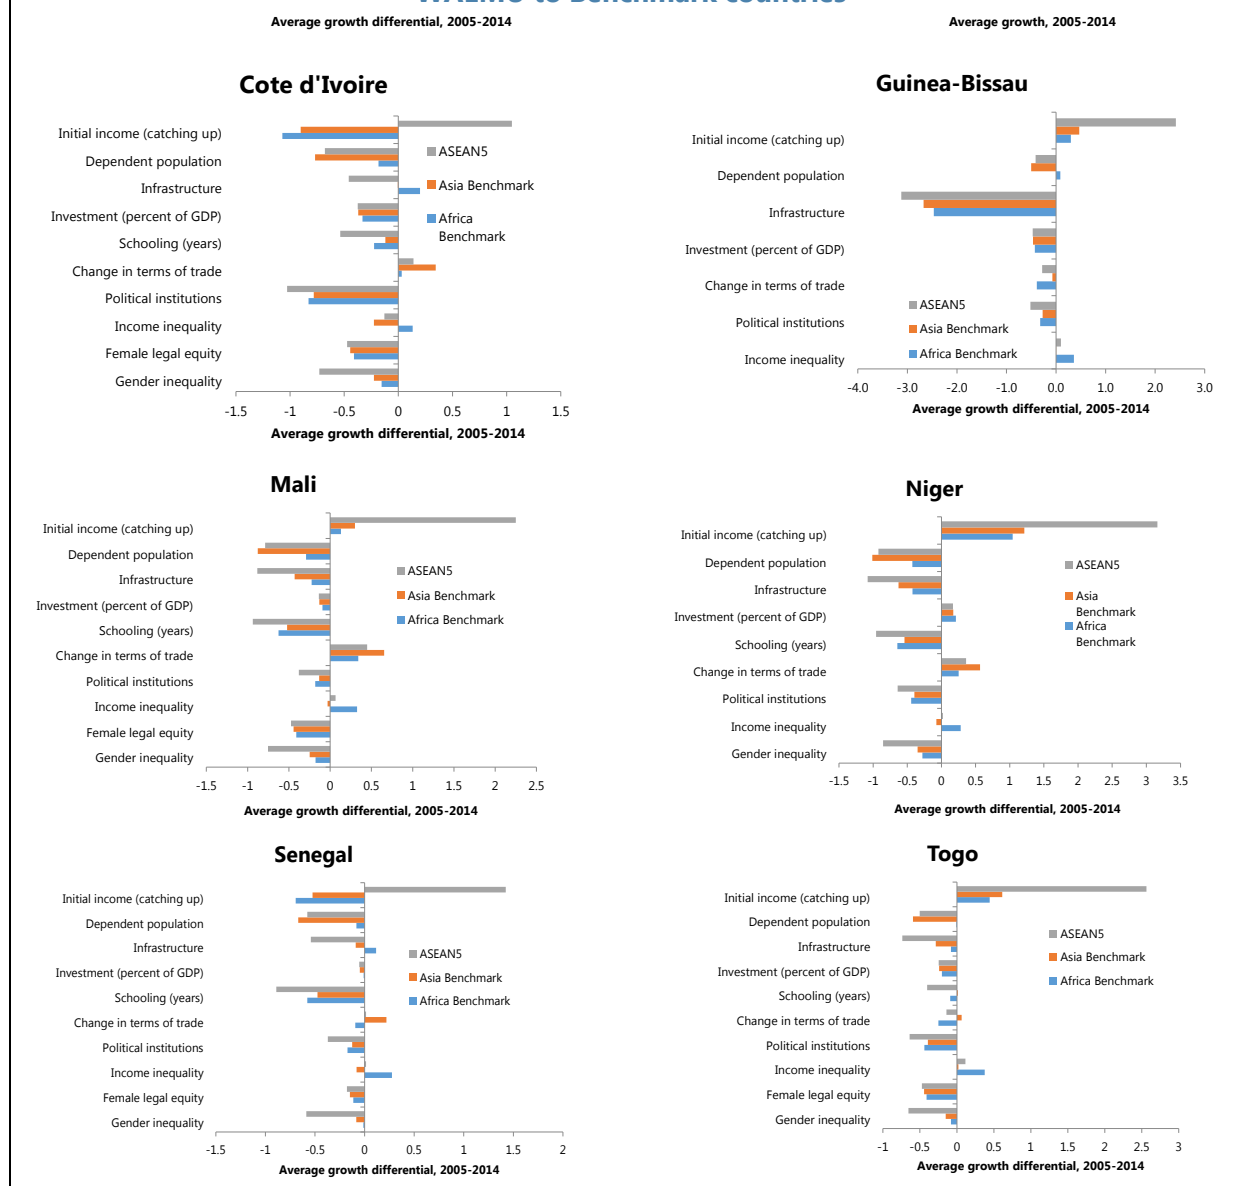 WAEMU to Benchmark countries
Average growth differential, 2005-2014
Average growth, 2005-2014
Cote d'Ivoire
Initial income (catching up)
Dependent population
Infrastructure
Investment (percent of GDP)
Schooling (years)
Change in terms of trade
Political institutions
Income inequality
Female legal equity
Gender inequality
ASEAN5
Asia Benchmark
Africa
Benchmark
-1.5 -1 -0.5 0 0.5 1 1.5
Average growth differential, 2005-2014
Guinea-Bissau
Initial income (catching up)
Dependent population
Infrastructure
Investment (percent of GDP)
Change in terms of trade
Political institutions
Income inequality
ASEAN5
Asia Benchmark
Africa Benchmark
-4.0 -3.0 -2.0 -1.0 0.0 1.0 2.0 3.0
Average growth differential, 2005-2014
Mali
Initial income (catching up)
Dependent population
Infrastructure
Investment (percent of GDP)
Schooling (years)
Change in terms of trade
Political institutions
Income inequality
Female legal equity
Gender inequality
ASEAN5
Asia Benchmark
Africa Benchmark
-1.5 -1 -0.5 0 0.5 1 1.5 2 2.5
Average growth differential, 2005-2014
Niger
Initial income (catching up)
Dependent population
Infrastructure
Investment (percent of GDP)
Schooling (years)
Change in terms of trade
Political institutions
Income inequality
Gender inequality
ASEAN5
Asia
Benchmark
Africa
Benchmark
-1.5 -1 -0.5 0 0.5 1 1.5 2 2.5 3 3.5
Average growth differential, 2005-2014
Senegal
Initial income (catching up)
Dependent population
Infrastructure
Investment (percent of GDP)
Schooling (years)
Change in terms of trade
Political institutions
Income inequality
Female legal equity
Gender inequality
ASEAN5
Asia Benchmark
Africa Benchmark
-1.5 -1 -0.5 0 0.5 1 1.5 2
Average growth differential, 2005-2014
Togo
Initial income (catching up)
Dependent population
Infrastructure
Investment (percent of GDP)
Schooling (years)
Change in terms of trade
Political institutions
Income inequality
Female legal equity
Gender inequality
ASEAN5
Asia Benchmark
Africa Benchmark
-1 -0.5 0 0.5 1 1.5 2 2.5 3
Average growth differential, 2005-2014